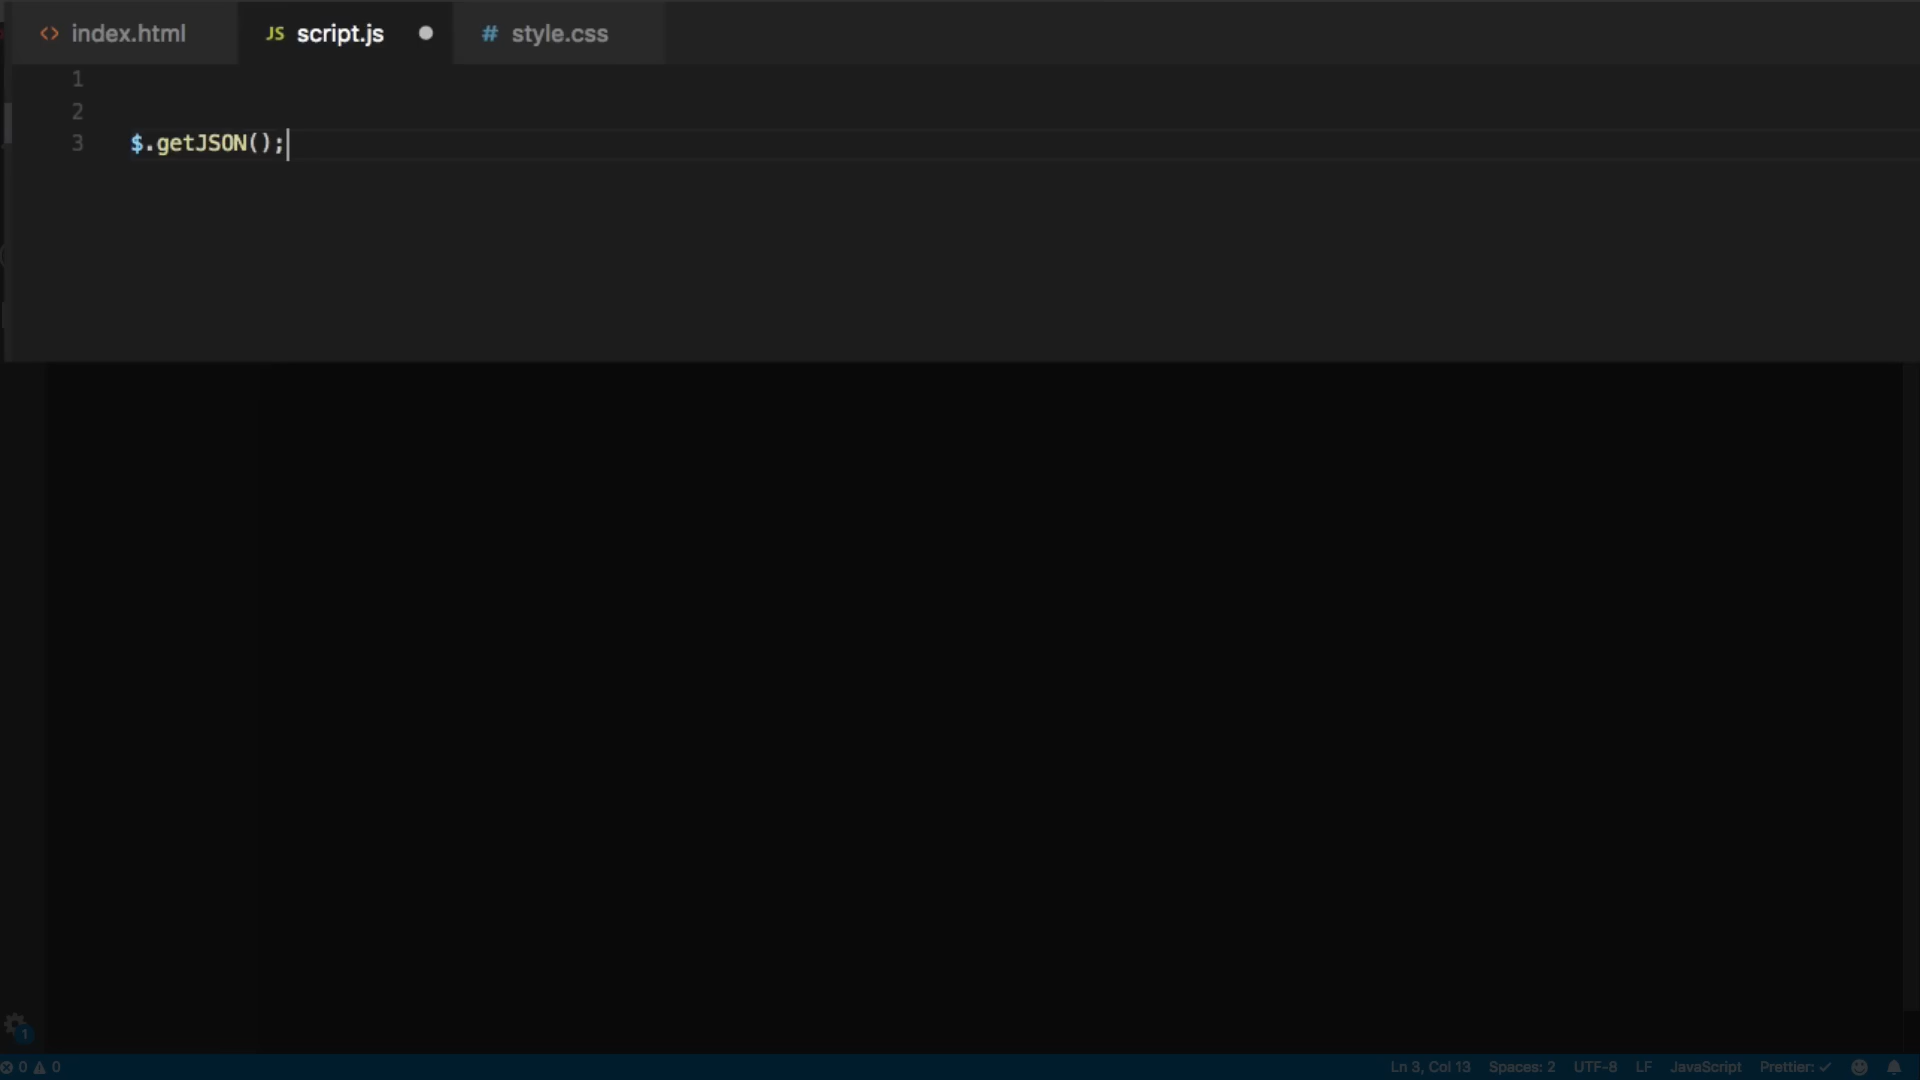 <> index.html JS script.js # style.css
1
2
3 $.getJSON();
1
0 0 Ln 3, Col 13 Spaces: 2 UTF-8 LF JavaScript Prettier: ✓